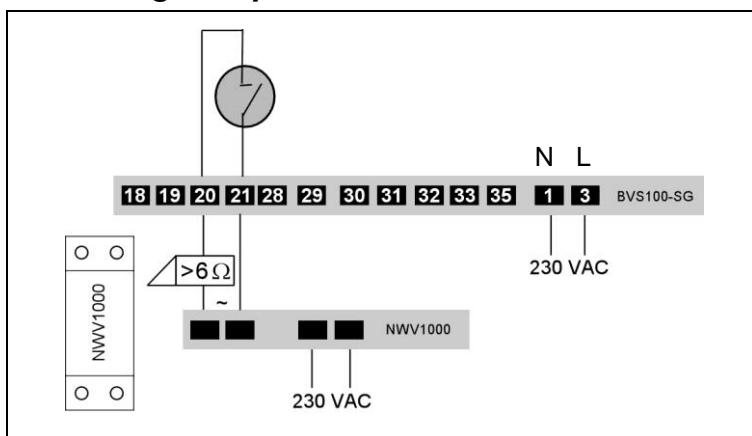 N L
18 19 20 21 28 29 30 31 32 33 35 1 3 BVS100-SG
230 VAC
>6 Ω
~
NWV1000
NWV1000
230 VAC